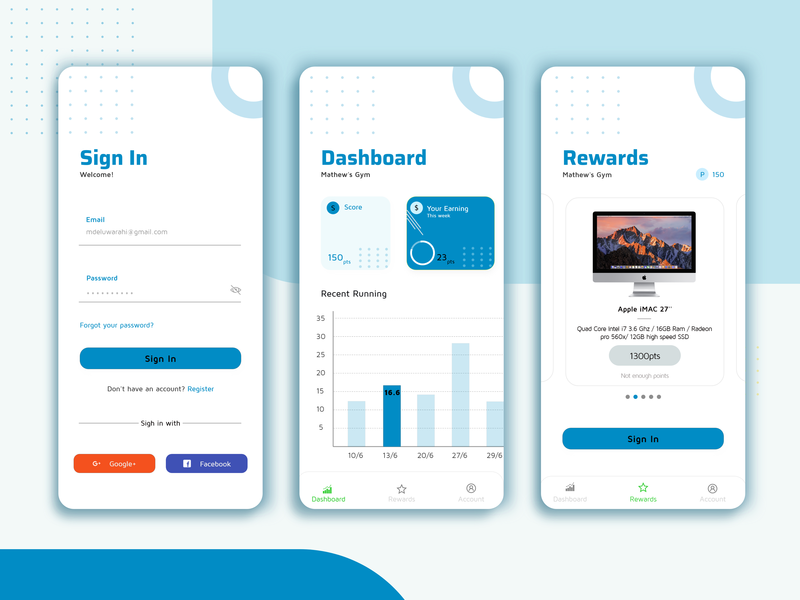 Sign In
Welcome!
Email
mdeluwarahi@gmail.com
Password
Forgot your password?
Sign In
Don't have an account? Register
Sigh in with
G+ Google+
f Facebook
Dashboard
Mathew's Gym
$ Score
150 pts
$ Your Earning
This week
23 pts
Recent Running
35
30
25
20
15
10
5
16.6
10/6 13/6 20/6 27/6 29/6
Dashboard Rewants Account
Rewards
Mathew's Gym
P 150
Apple iMAC 27''
Quad Core Intel i7 3.6 Ghz / 16GB Ram / Radeon
pro 560x/ 12GB high speed SSD
1300pts
Not enough points
Sign In
Dashboard Rewards Account